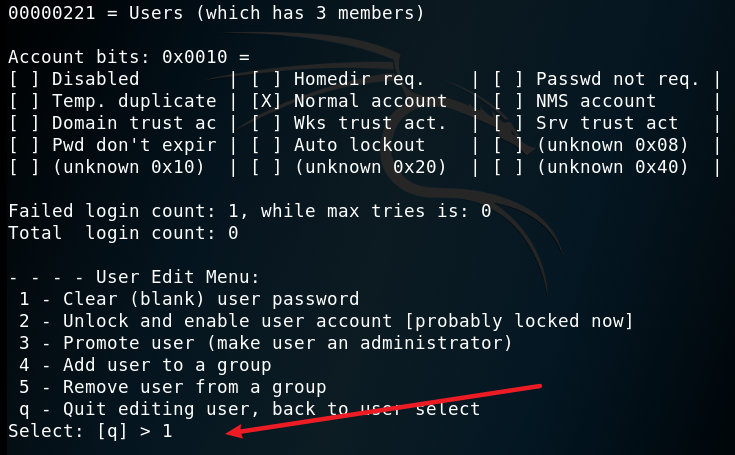 00000221 = Users (which has 3 members)
Account bits: 0x0010 =
[ ] Disabled        | [ ] Homedir req.    | [ ] Passwd not req. |
[ ] Temp. duplicate | [X] Normal account  | [ ] NMS account     |
[ ] Domain trust ac | [ ] Wks trust act.  | [ ] Srv trust act   |
[ ] Pwd don't expir | [ ] Auto lockout    | [ ] (unknown 0x08)  |
[ ] (unknown 0x10)  | [ ] (unknown 0x20)  | [ ] (unknown 0x40)  |
Failed login count: 1, while max tries is: 0
Total  login count: 0
- - - - User Edit Menu:
 1 - Clear (blank) user password
 2 - Unlock and enable user account [probably locked now]
 3 - Promote user (make user an administrator)
 4 - Add user to a group
 5 - Remove user from a group
 q - Quit editing user, back to user select
Select: [q] > 1